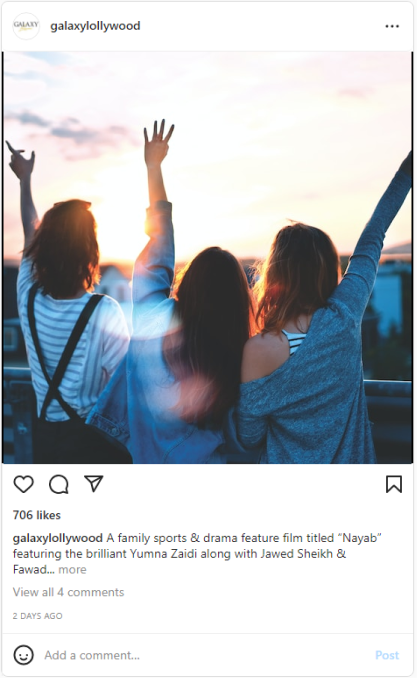 GALAXY
galaxylollywood
706 likes
galaxylollywood A family sports & drama feature film titled “Nayab”
featuring the brilliant Yumna Zaidi along with Jawed Sheikh &
Fawad... more
View all 4 comments
2 DAYS AGO
Add a comment...
Post